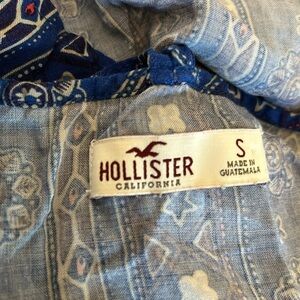 HOLLISTER
CALIFORNIA
S
MADE IN
GUATEMALA